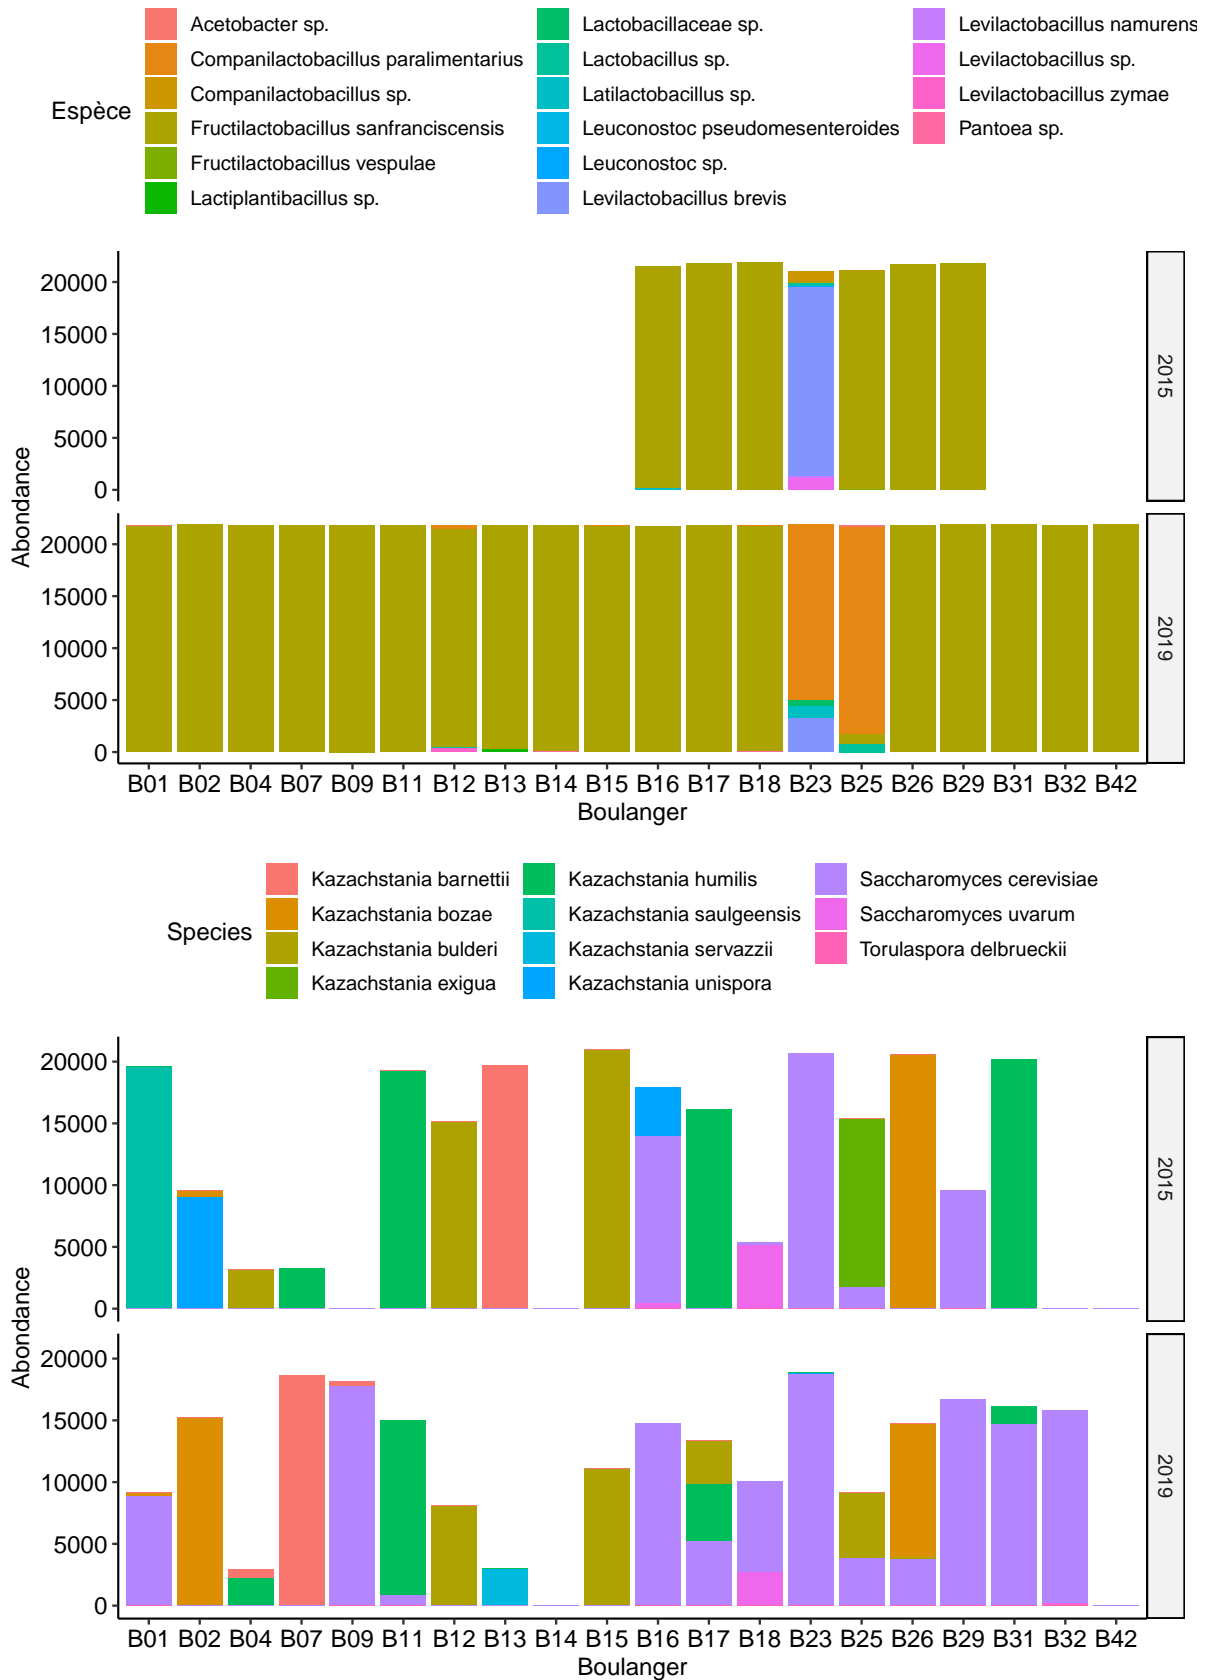 Espèce
Acetobacter sp.
Companilactobacillus paralimentarius
Companilactobacillus sp.
Fructilactobacillus sanfranciscensis
Fructilactobacillus vespulae
Lactiplantibacillus sp.
Lactobacillaceae sp.
Lactobacillus sp.
Latilactobacillus sp.
Leuconostoc pseudomesenteroides
Leuconostoc sp.
Levilactobacillus brevis
Levilactobacillus namurens
Levilactobacillus sp.
Levilactobacillus zymae
Pantoea sp.
Abondance
20000
15000
10000
5000
0
2015
20000
15000
10000
5000
0
2019
B01 B02 B04 B07 B09 B11 B12 B13 B14 B15 B16 B17 B18 B23 B25 B26 B29 B31 B32 B42
Boulanger
Species
Kazachstania barnettii
Kazachstania bozae
Kazachstania bulderi
Kazachstania exigua
Kazachstania humilis
Kazachstania saulgeensis
Kazachstania servazzii
Kazachstania unispora
Saccharomyces cerevisiae
Saccharomyces uvarum
Torulaspora delbrueckii
Abondance
20000
15000
10000
5000
0
2015
20000
15000
10000
5000
0
2019
B01 B02 B04 B07 B09 B11 B12 B13 B14 B15 B16 B17 B18 B23 B25 B26 B29 B31 B32 B42
Boulanger